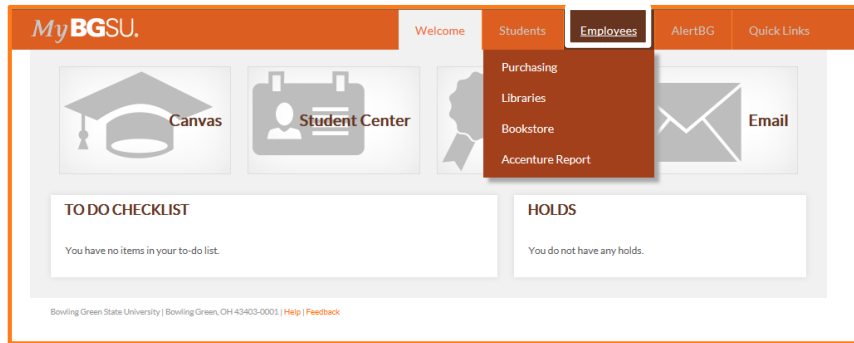 My BGSU.
Welcome Students Employees AlertBG Quick Links
Purchasing
Libraries
Bookstore
Accenture Report
Canvas
Student Center
Email
TO DO CHECKLIST
You have no items in your to-do list.
HOLDS
You do not have any holds.
Bowling Green State University | Bowling Green, OH 43403-0001 | Help | Feedback